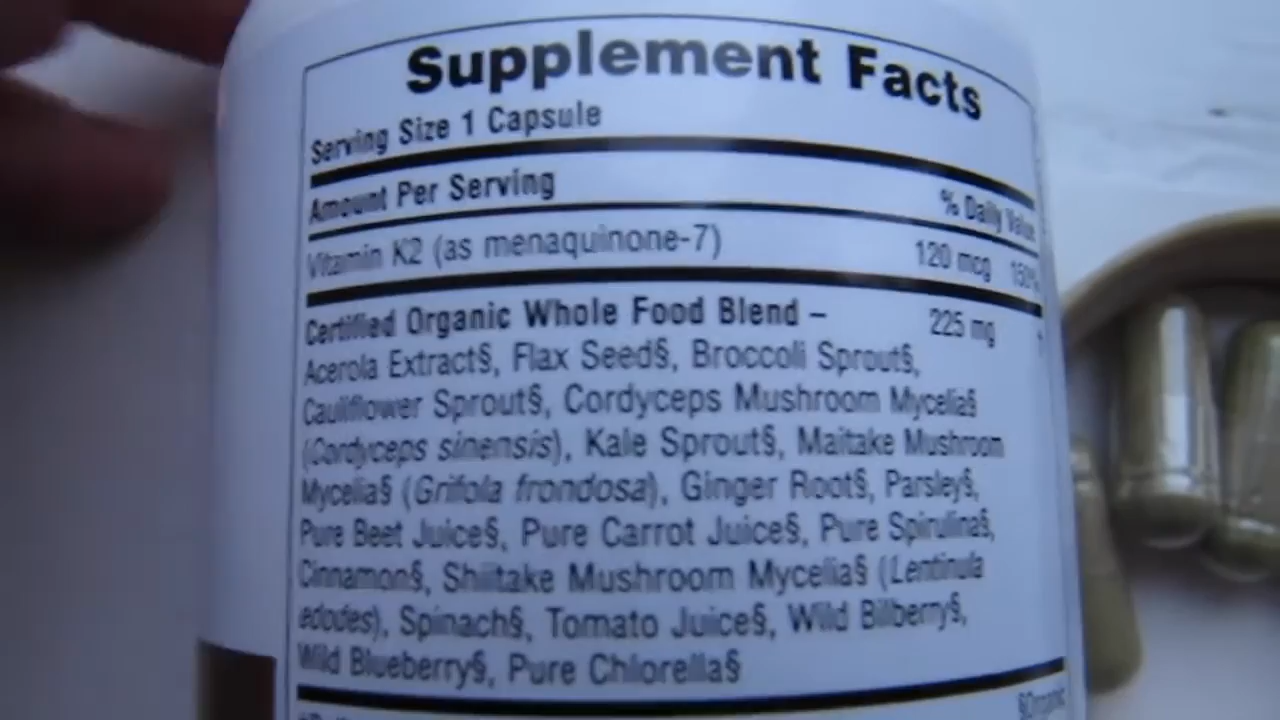 Supplement Facts
Serving Size 1 Capsule
Amount Per Serving
% Daily Value
Vitamin K2 (as menaquinone-7) 120 mcg
Certified Organic Whole Food Blend – 225 mg †
Acerola Extract§, Flax Seed§, Broccoli Sprout§,
Cauliflower Sprout§, Cordyceps Mushroom Mycelia§
(Cordyceps sinensis), Kale Sprout§, Maitake Mushroom
Mycelia§ (Grifola frondosa), Ginger Root§, Parsley§,
Pure Beet Juice§, Pure Carrot Juice§, Pure Spirulina§,
Cinnamon§, Shiitake Mushroom Mycelia§ (Lentinula
edodes), Spinach§, Tomato Juice§, Wild Bilberry§,
Wild Blueberry§, Pure Chlorella§
§Organic